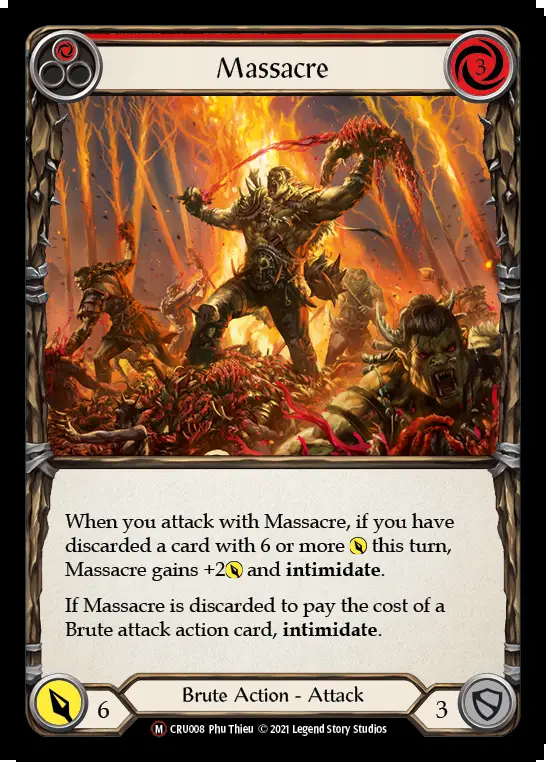 Massacre
3
When you attack with Massacre, if you have
discarded a card with 6 or more this turn,
Massacre gains +2 and intimidate.
If Massacre is discarded to pay the cost of a
Brute attack action card, intimidate.
6
Brute Action - Attack
3
M CRU008 Phu Thieu © 2021 Legend Story Studios